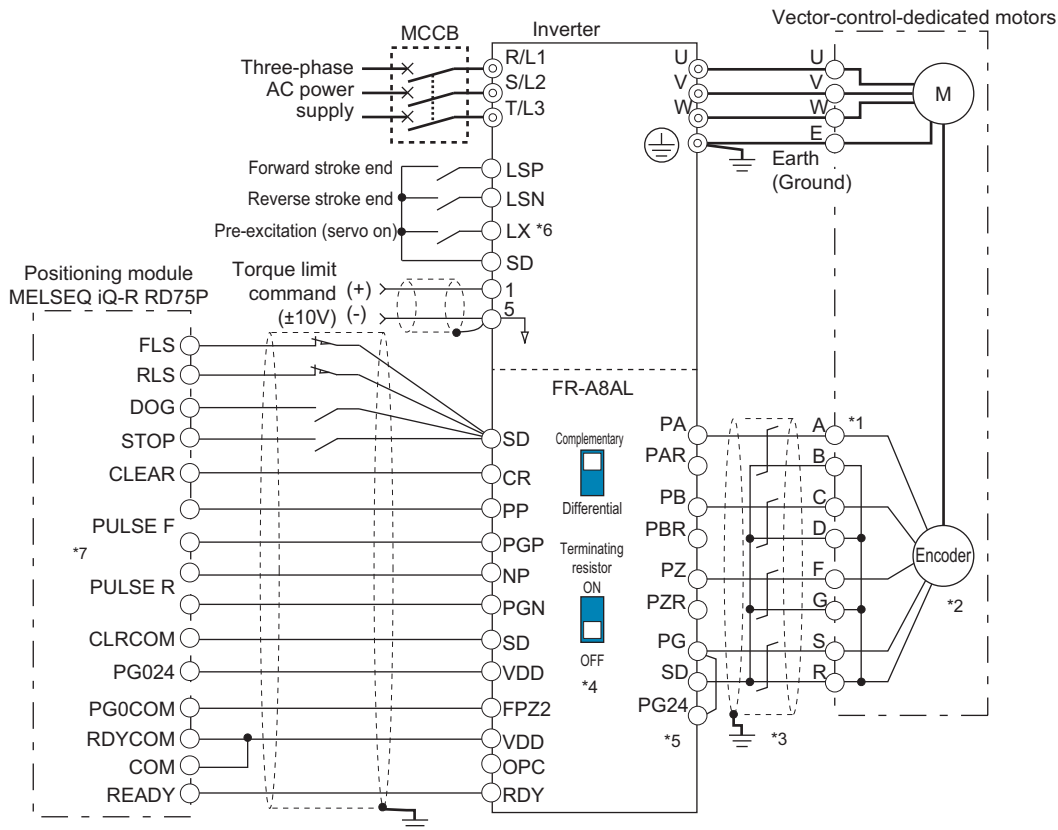 Vector-control-dedicated motors
MCCB
Inverter
Three-phase
AC power
supply
R/L1
S/L2
T/L3
U
V
W
U
V
W
E
M
Earth
(Ground)
Forward stroke end
LSP
Reverse stroke end
LSN
Pre-excitation (servo on)
LX *6
SD
Positioning module
MELSEQ iQ-R RD75P
Torque limit
command (+)
(±10V) (-)
1
5
FLS
RLS
DOG
STOP
CLEAR
PULSE F
*7
PULSE R
CLRCOM
PG024
PG0COM
RDYCOM
COM
READY
FR-A8AL
SD
CR
PP
PGP
NP
PGN
SD
VDD
FPZ2
VDD
OPC
RDY
Complementary
Differential
Terminating
resistor
ON
OFF
*4
PA
PAR
PB
PBR
PZ
PZR
PG
SD
PG24
*5
*3
A *1
B
C
D
F
G
S
R
Encoder
*2